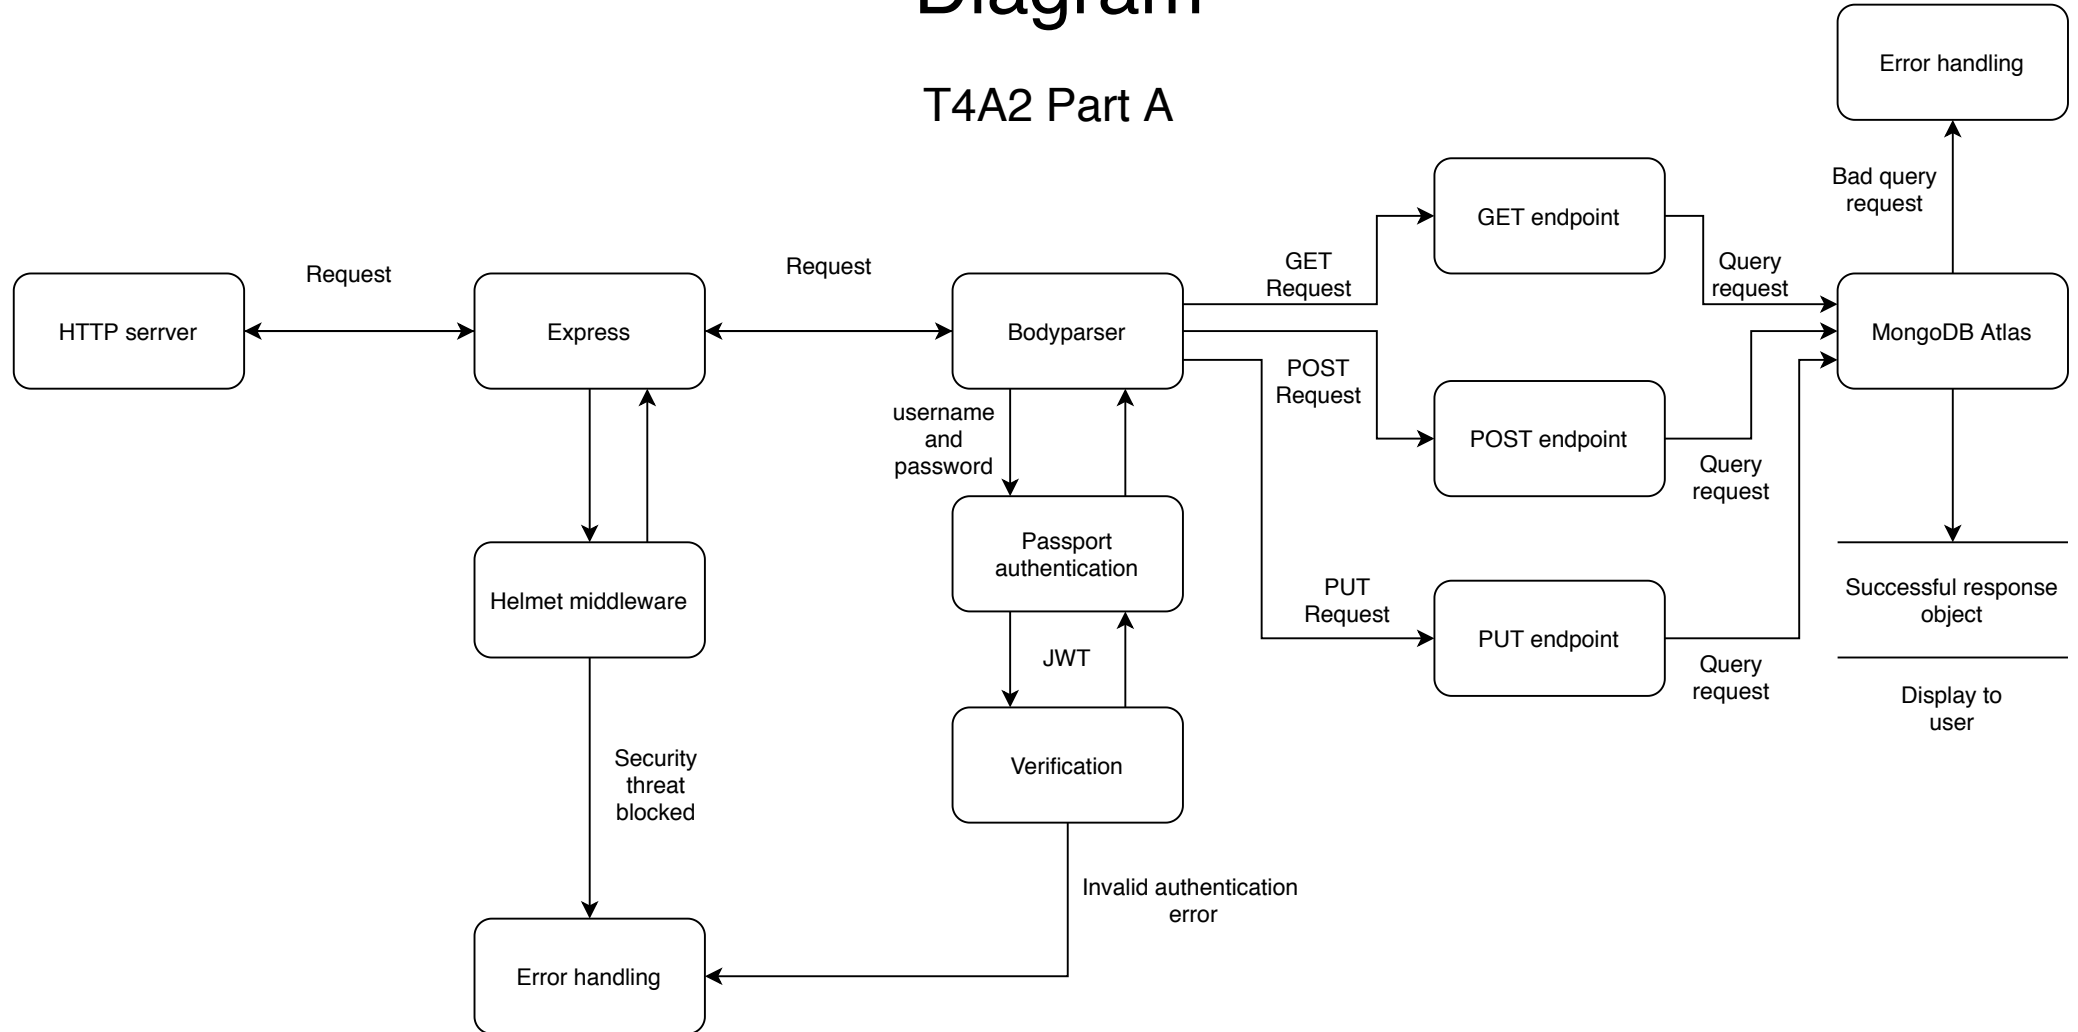 Diagram
T4A2 Part A
Error handling
Bad query
request
GET endpoint
GET
Request
Query
request
Request
Request
HTTP serrver
Express
Bodyparser
MongoDB Atlas
POST
Request
username
and
password
POST endpoint
Query
request
Passport
authentication
Helmet middleware
PUT
Request
PUT endpoint
Query
request
Successful response
object
Display to
user
JWT
Verification
Security
threat
blocked
Invalid authentication
error
Error handling